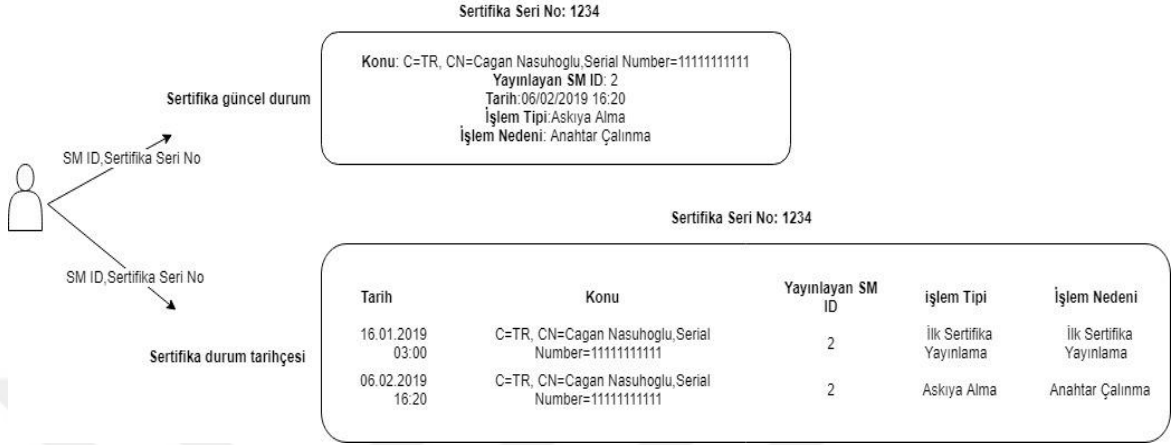 Sertifika Seri No: 1234
Konu: C=TR, CN=Cagan Nasuhoglu,Serial Number=11111111111
Yayınlayan SM ID: 2
Tarih:06/02/2019 16:20
İşlem Tipi:Askıya Alma
İşlem Nedeni: Anahtar Çalınma
Sertifika güncel durum
SM ID,Sertifika Seri No
SM ID,Sertifika Seri No
Sertifika durum tarihçesi
Sertifika Seri No: 1234
Tarih Konu Yayınlayan SM işlem Tipi İşlem Nedeni
ID
16.01.2019 C=TR, CN=Cagan Nasuhoglu,Serial 2 İlk Sertifika İlk Sertifika
03:00 Number=11111111111 Yayınlama Yayınlama
06.02.2019 C=TR, CN=Cagan Nasuhoglu,Serial 2 Askıya Alma Anahtar Çalınma
16:20 Number=11111111111